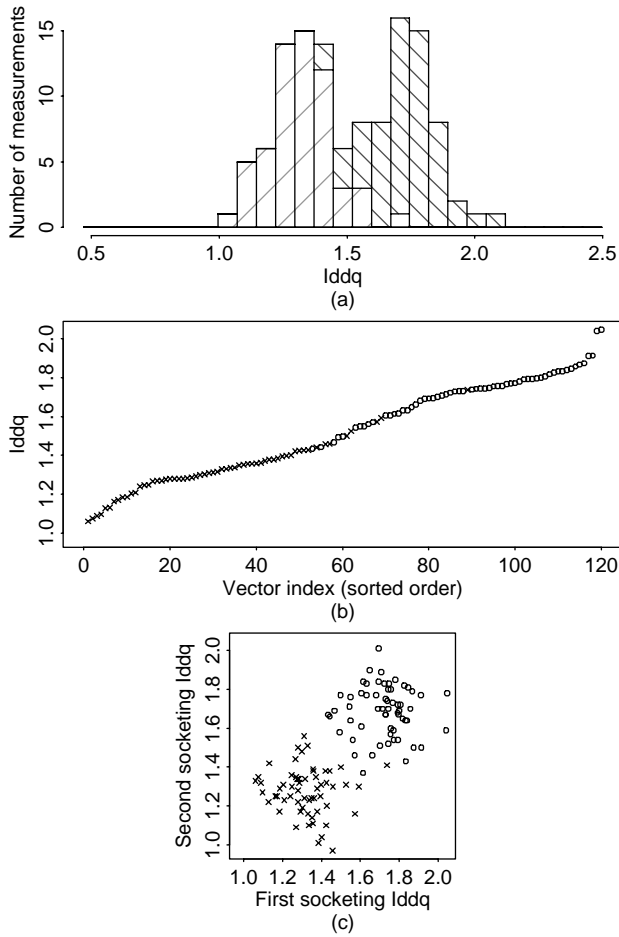 15
10
5
0
Number of measurements
0.5 1.0 1.5 2.0 2.5
Iddq
(a)
2.0
1.8
1.6
1.4
1.2
1.0
Iddq
0 20 40 60 80 100 120
Vector index (sorted order)
(b)
2.0
1.8
1.6
1.4
1.2
1.0
Second socketing Iddq
1.0 1.2 1.4 1.6 1.8 2.0
First socketing Iddq
(c)